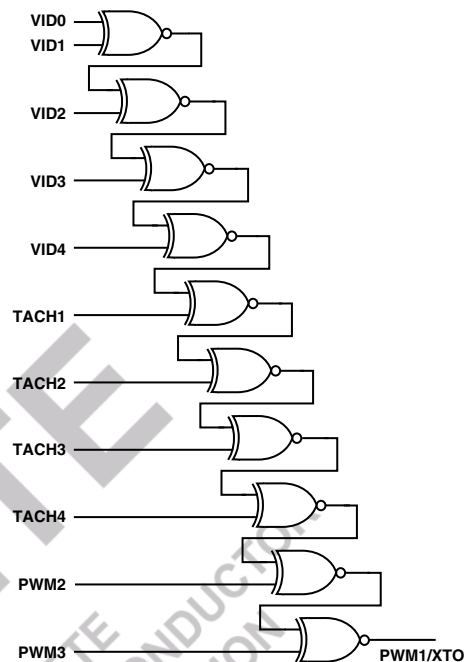 VID0
VID1
VID2
VID3
VID4
TACH1
TACH2
TACH3
TACH4
PWM2
PWM3
PWM1/XTO